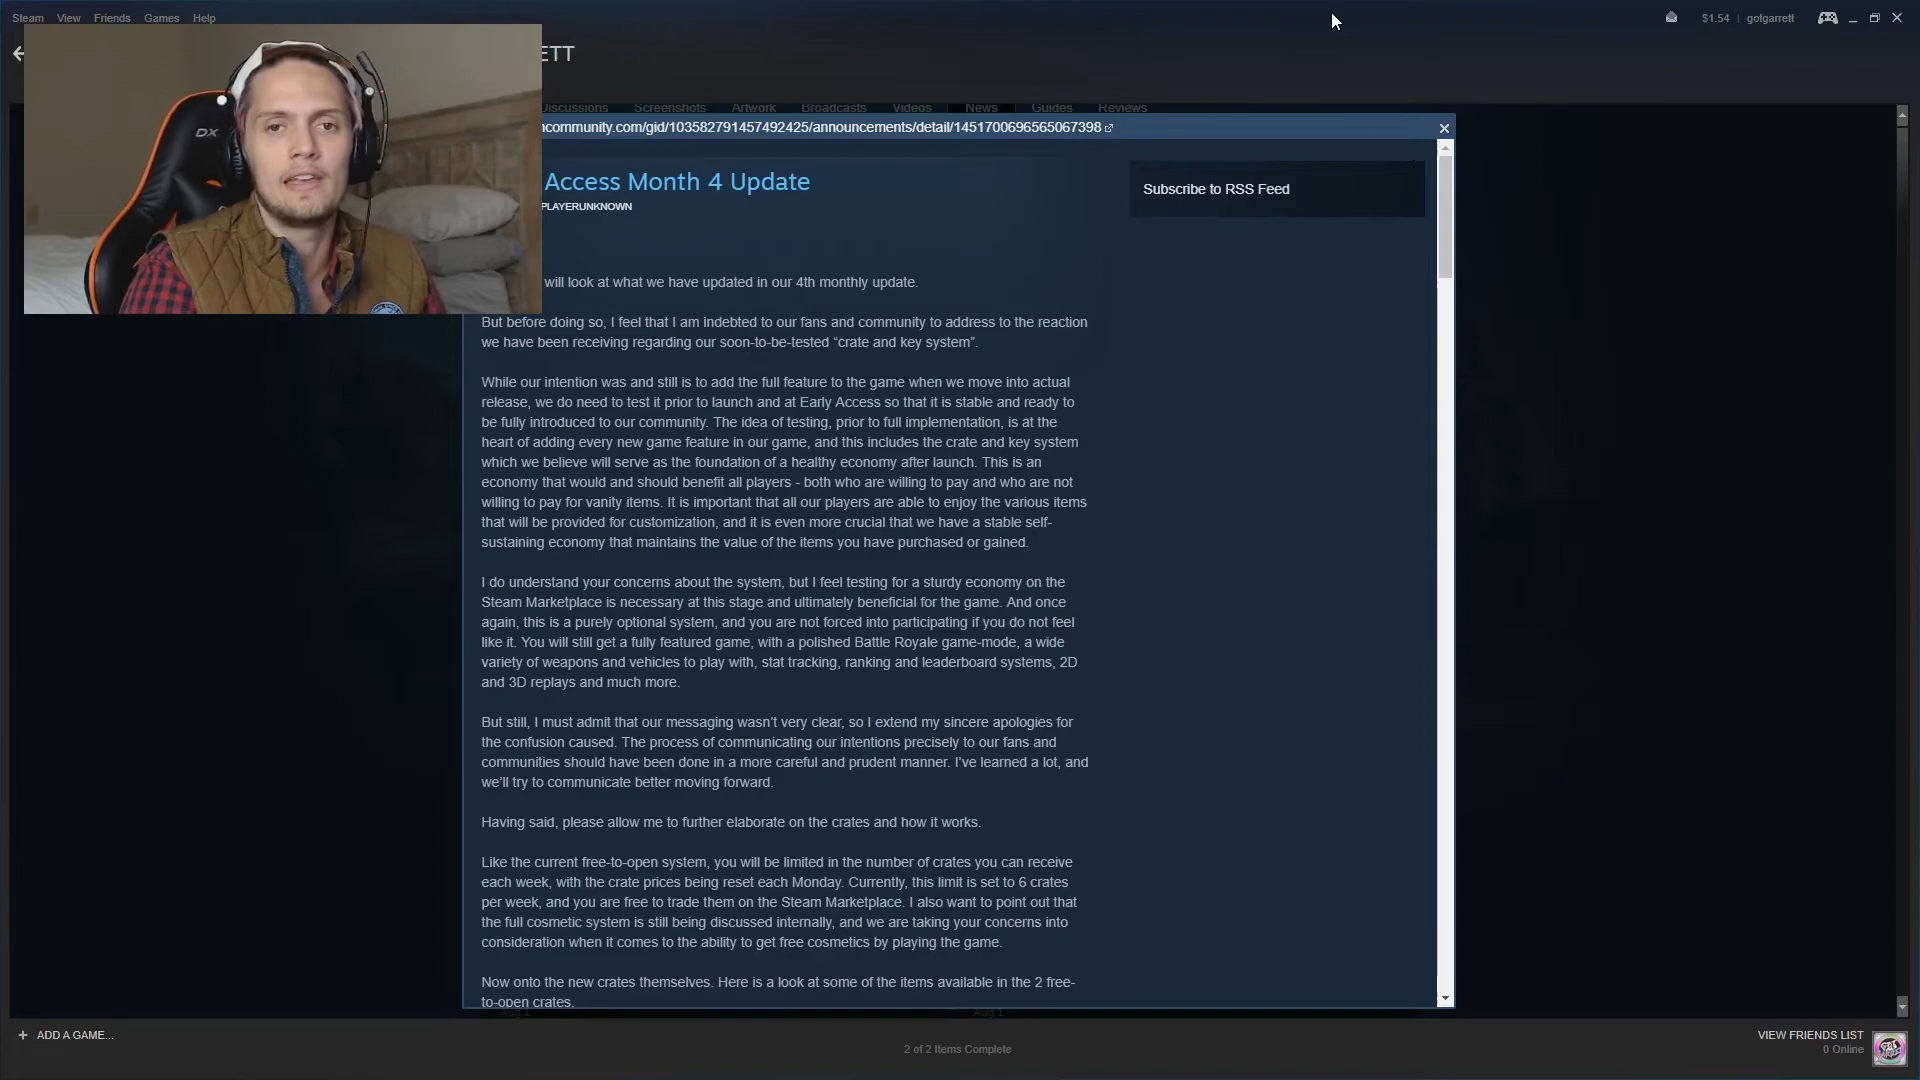 Steam View Friends Games Help
$1.54 | gotgarrett
ETT
Discussions Screenshots Artwork Broadcasts Videos News Guides Reviews
ncommunity.com/gid/103582791457492425/announcements/detail/1451700696565067398
Access Month 4 Update
PLAYERUNKNOWN
Subscribe to RSS Feed
DX
will look at what we have updated in our 4th monthly update.
But before doing so, I feel that I am indebted to our fans and community to address to the reaction
we have been receiving regarding our soon-to-be-tested “crate and key system”.
While our intention was and still is to add the full feature to the game when we move into actual
release, we do need to test it prior to launch and at Early Access so that it is stable and ready to
be fully introduced to our community. The idea of testing, prior to full implementation, is at the
heart of adding every new game feature in our game, and this includes the crate and key system
which we believe will serve as the foundation of a healthy economy after launch. This is an
economy that would and should benefit all players - both who are willing to pay and who are not
willing to pay for vanity items. It is important that all our players are able to enjoy the various items
that will be provided for customization, and it is even more crucial that we have a stable self-
sustaining economy that maintains the value of the items you have purchased or gained.
I do understand your concerns about the system, but I feel testing for a sturdy economy on the
Steam Marketplace is necessary at this stage and ultimately beneficial for the game. And once
again, this is a purely optional system, and you are not forced into participating if you do not feel
like it. You will still get a fully featured game, with a polished Battle Royale game-mode, a wide
variety of weapons and vehicles to play with, stat tracking, ranking and leaderboard systems, 2D
and 3D replays and much more.
But still, I must admit that our messaging wasn’t very clear, so I extend my sincere apologies for
the confusion caused. The process of communicating our intentions precisely to our fans and
communities should have been done in a more careful and prudent manner. I’ve learned a lot, and
we’ll try to communicate better moving forward.
Having said, please allow me to further elaborate on the crates and how it works.
Like the current free-to-open system, you will be limited in the number of crates you can receive
each week, with the crate prices being reset each Monday. Currently, this limit is set to 6 crates
per week, and you are free to trade them on the Steam Marketplace. I also want to point out that
the full cosmetic system is still being discussed internally, and we are taking your concerns into
consideration when it comes to the ability to get free cosmetics by playing the game.
Now onto the new crates themselves. Here is a look at some of the items available in the 2 free-
to-open crates.
Aug 1 Aug 1
+ ADD A GAME...
2 of 2 Items Complete
VIEW FRIENDS LIST
0 Online